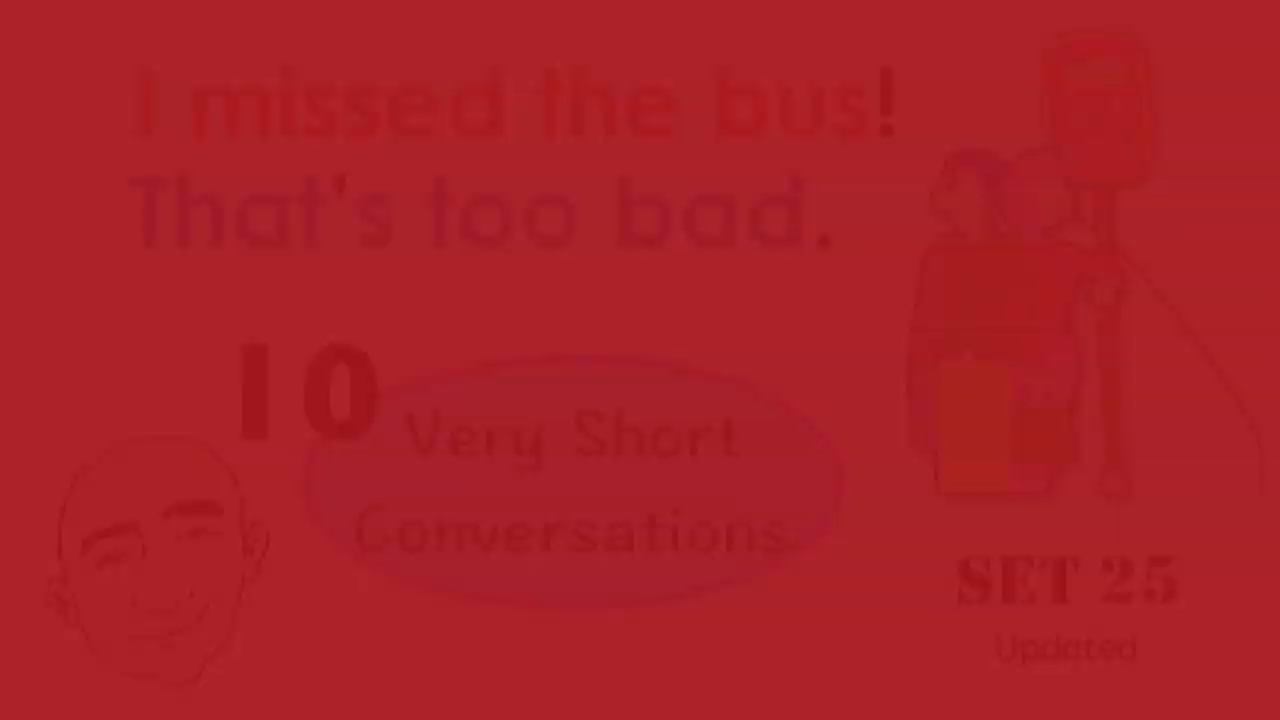 I missed the bus!
That's too bad.
10
Very Short
Conversations
SET 25
Updated